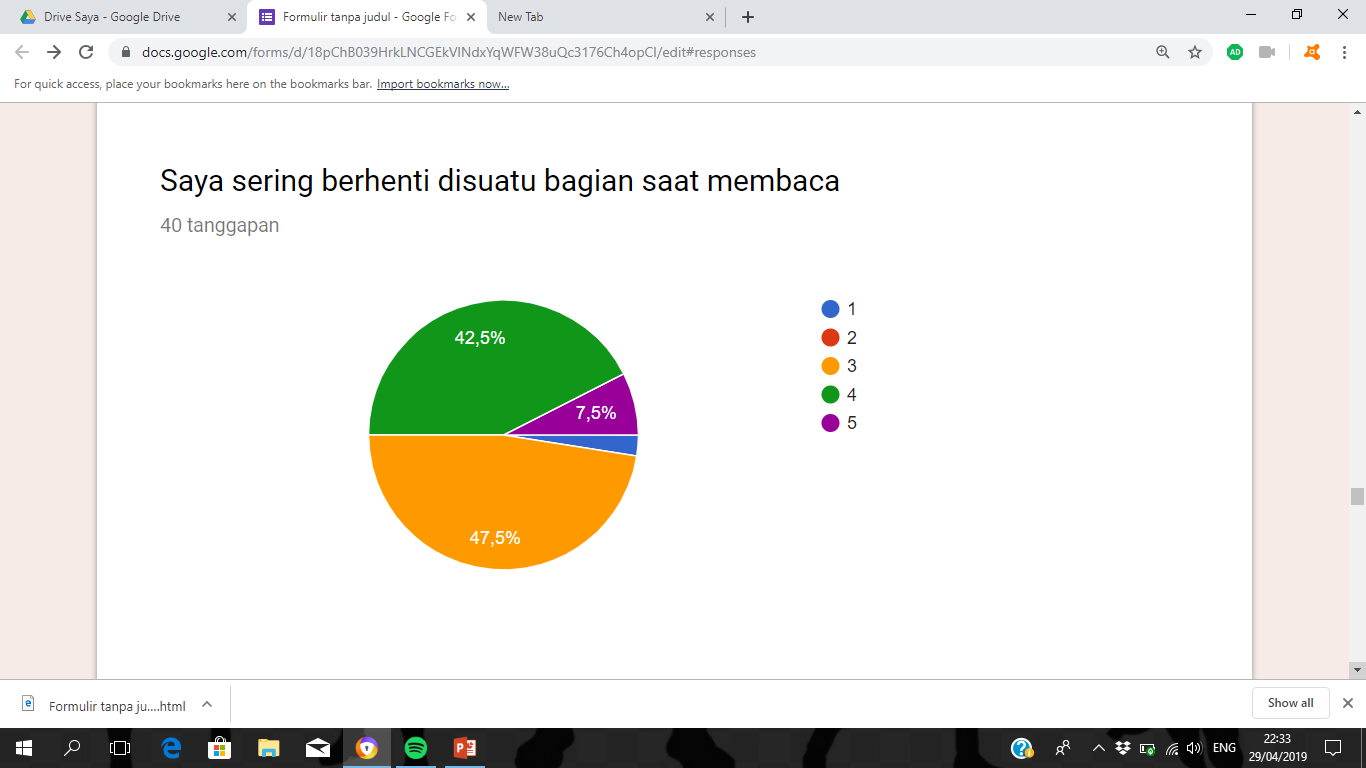 Drive Saya - Google Drive
Formulir tanpa judul - Google Fo
New Tab
docs.google.com/forms/d/18pChB039HrkLNCGEkVINdxYqWFW38uQc3176Ch4opCI/edit#responses
AD
For quick access, place your bookmarks here on the bookmarks bar. Import bookmarks now...
Saya sering berhenti disuatu bagian saat membaca
40 tanggapan
42,5%
7,5%
47,5%
1
2
3
4
5
Formulir tanpa ju....html
Show all
ENG
22:33
29/04/2019